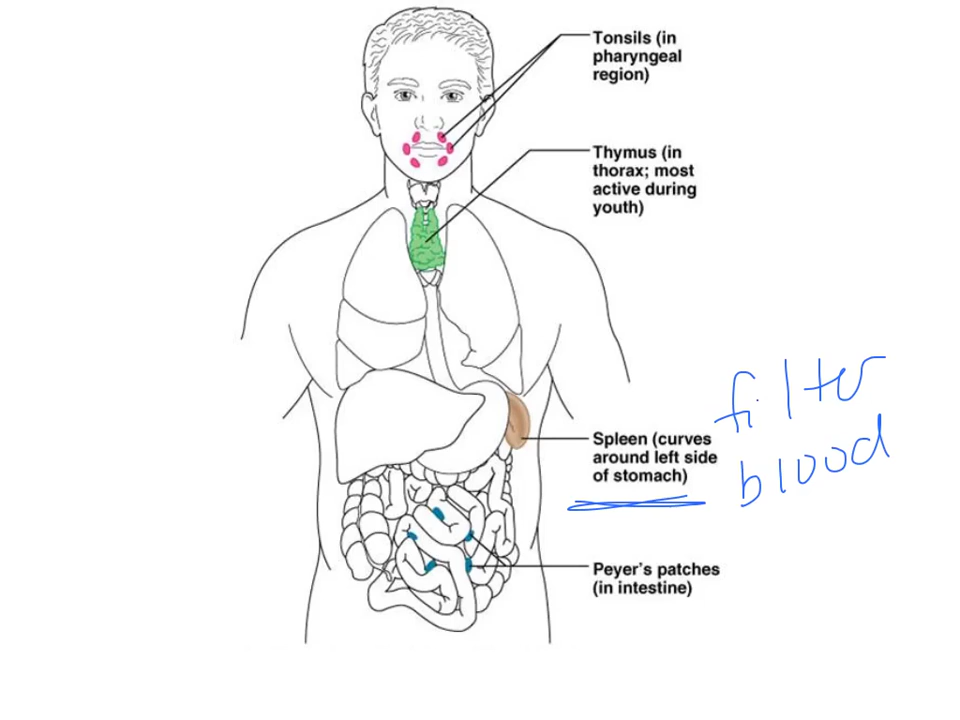 Tonsils (in
pharyngeal
region)
Thymus (in
thorax; most
active during
youth)
Spleen (curves
around left side
of stomach)
filter
blood
Peyer's patches
(in intestine)